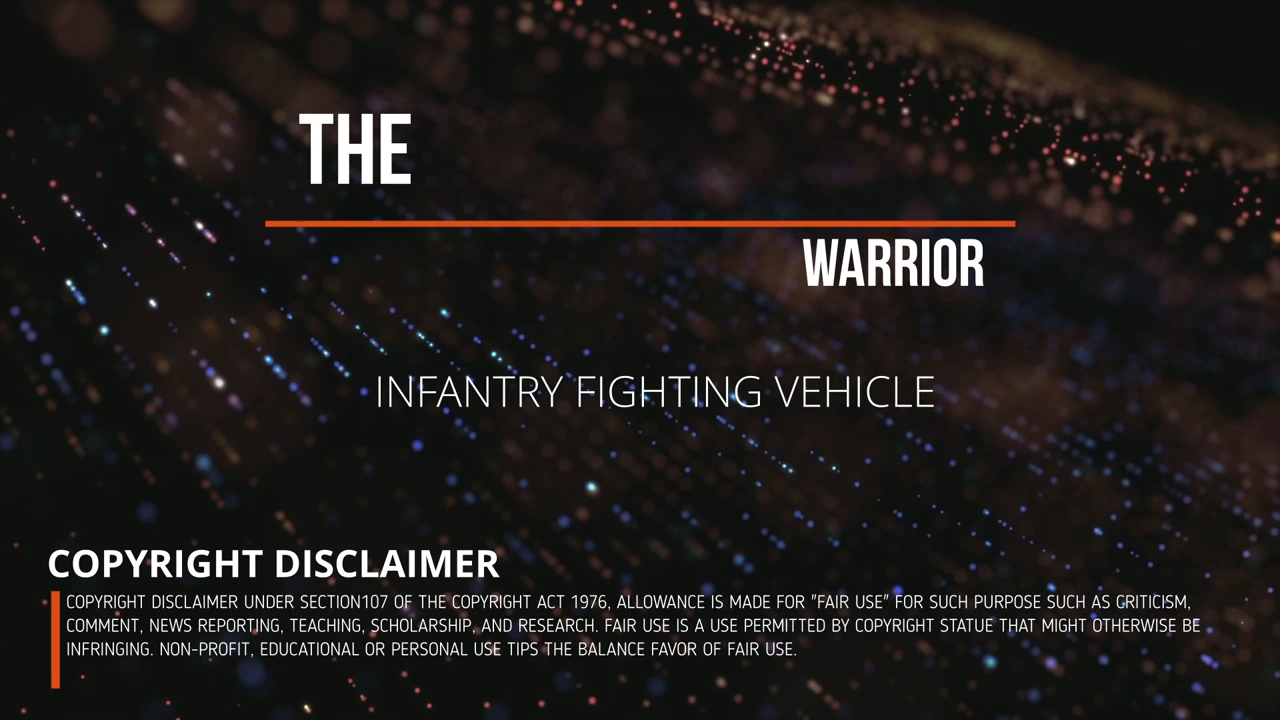 THE
WARRIOR
INFANTRY FIGHTING VEHICLE
COPYRIGHT DISCLAIMER
COPYRIGHT DISCLAIMER UNDER SECTION107 OF THE COPYRIGHT ACT 1976, ALLOWANCE IS MADE FOR "FAIR USE" FOR SUCH PURPOSE SUCH AS CRITICISM,
COMMENT, NEWS REPORTING, TEACHING, SCHOLARSHIP, AND RESEARCH. FAIR USE IS A USE PERMITTED BY COPYRIGHT STATUE THAT MIGHT OTHERWISE BE
INFRINGING. NON-PROFIT, EDUCATIONAL OR PERSONAL USE TIPS THE BALANCE FAVOR OF FAIR USE.